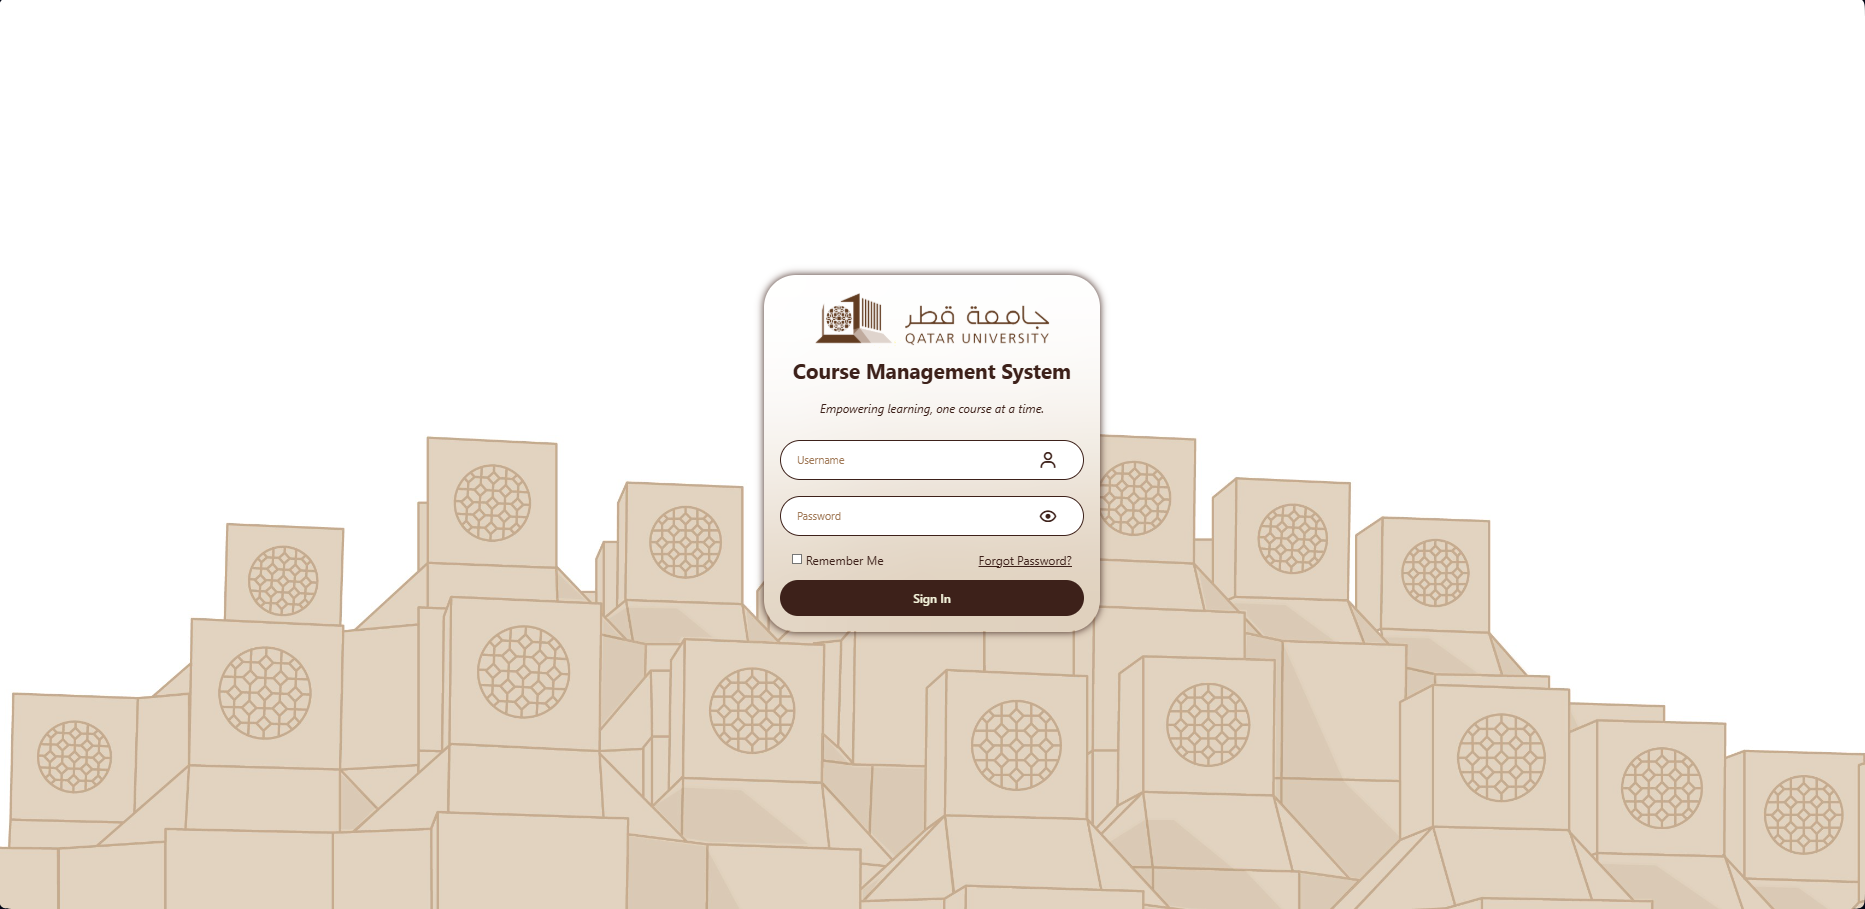 جامعة قطر
QATAR UNIVERSITY
Course Management System
Empowering learning, one course at a time.
Username
Password
Remember Me
Forgot Password?
Sign In